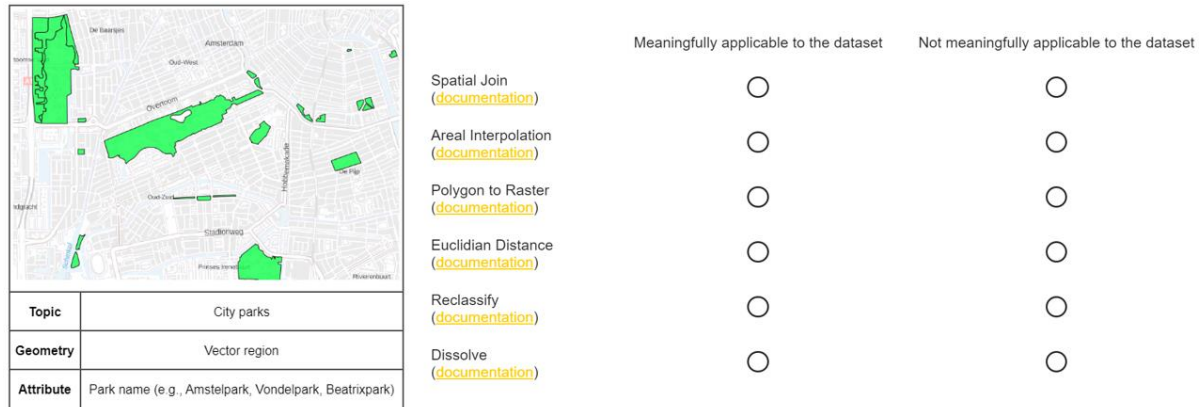 De Baarsjes
Amsterdam
Oud-West
Overtoom
Hobbemakade
De Pijp
Oud-Zuid
Stadionweg
Schinkel
Rivierenbuurt
Topic City parks
Geometry Vector region
Attribute Park name (e.g., Amstelpark, Vondelpark, Beatrixpark)
Meaningfully applicable to the dataset Not meaningfully applicable to the dataset
Spatial Join
(documentation)
Areal Interpolation
(documentation)
Polygon to Raster
(documentation)
Euclidian Distance
(documentation)
Reclassify
(documentation)
Dissolve
(documentation)